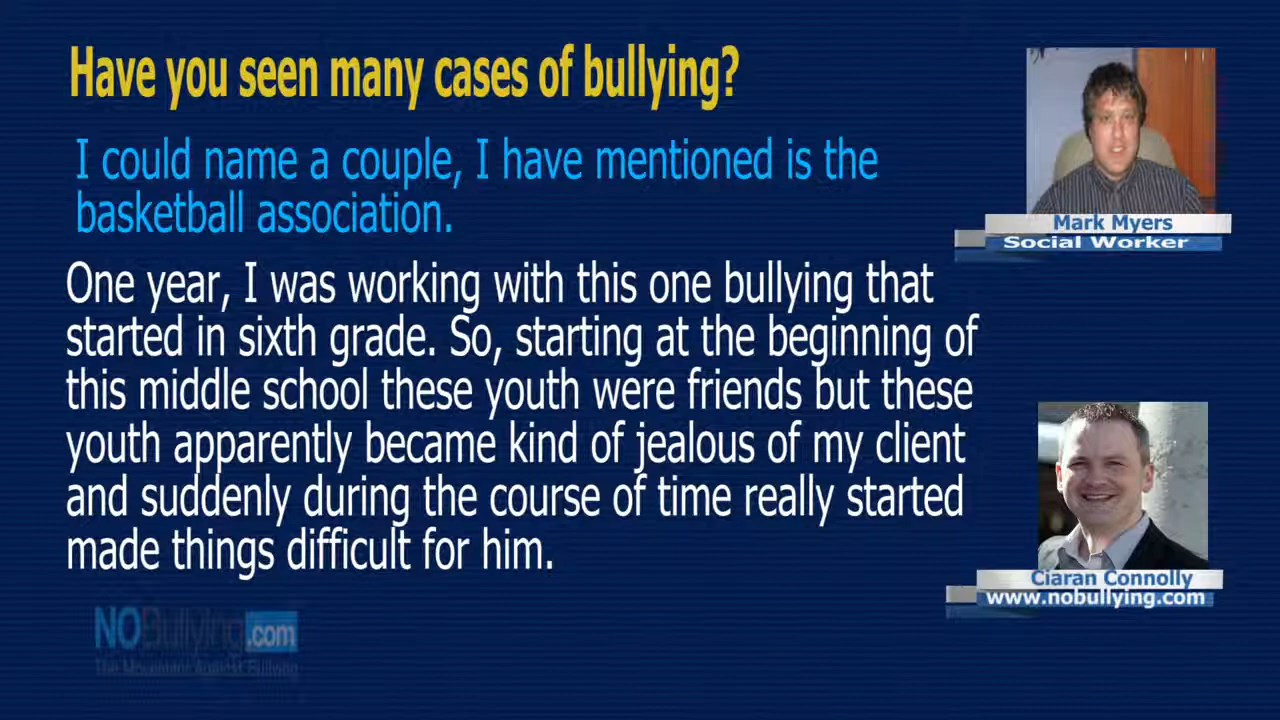 Have you seen many cases of bullying?
I could name a couple, I have mentioned is the
basketball association.
One year, I was working with this one bullying that
started in sixth grade. So, starting at the beginning of
this middle school these youth were friends but these
youth apparently became kind of jealous of my client
and suddenly during the course of time really started
made things difficult for him.
Mark Myers
Social Worker
Ciaran Connolly
www.nobullying.com
NOBullying.com
The Movement Against Bullying